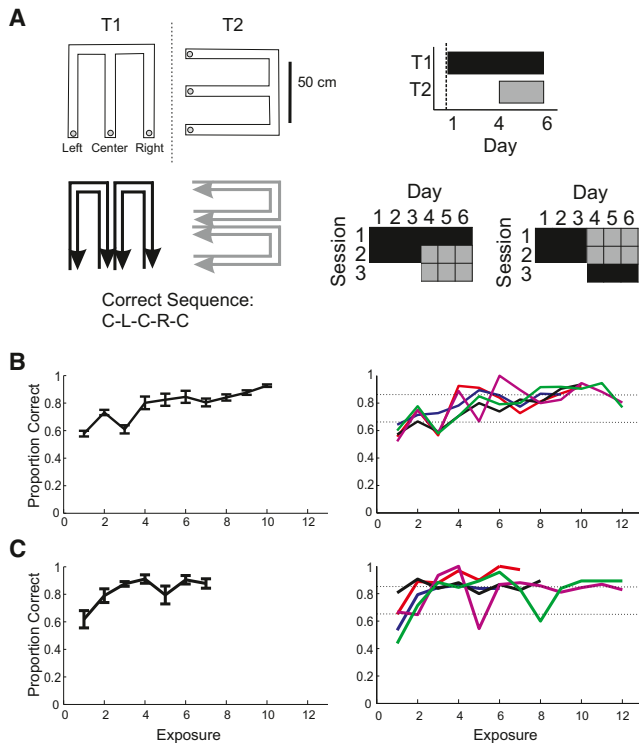 A
T1
T2
50 cm
Left
Center
Right
Correct Sequence:
C-L-C-R-C
T1
T2
1
4
6
Day
Day
1 2 3 4 5 6
Session
1
2
3
Day
1 2 3 4 5 6
Session
1
2
3
B
Proportion Correct
1
0.8
0.6
0.4
0.2
0
0 2 4 6 8 10 12
1
0.8
0.6
0.4
0.2
0
0 2 4 6 8 10 12
C
Proportion Correct
1
0.8
0.6
0.4
0.2
0
0 2 4 6 8 10 12
Exposure
1
0.8
0.6
0.4
0.2
0
0 2 4 6 8 10 12
Exposure